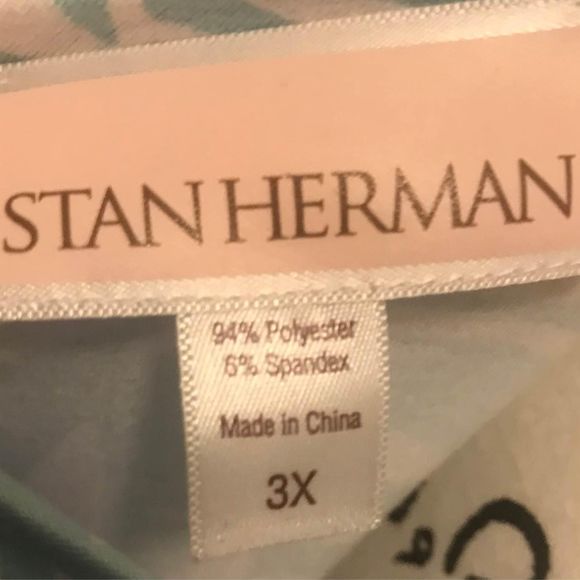 STAN HERMAN
94% Polyester
6% Spandex
Made in China
3X